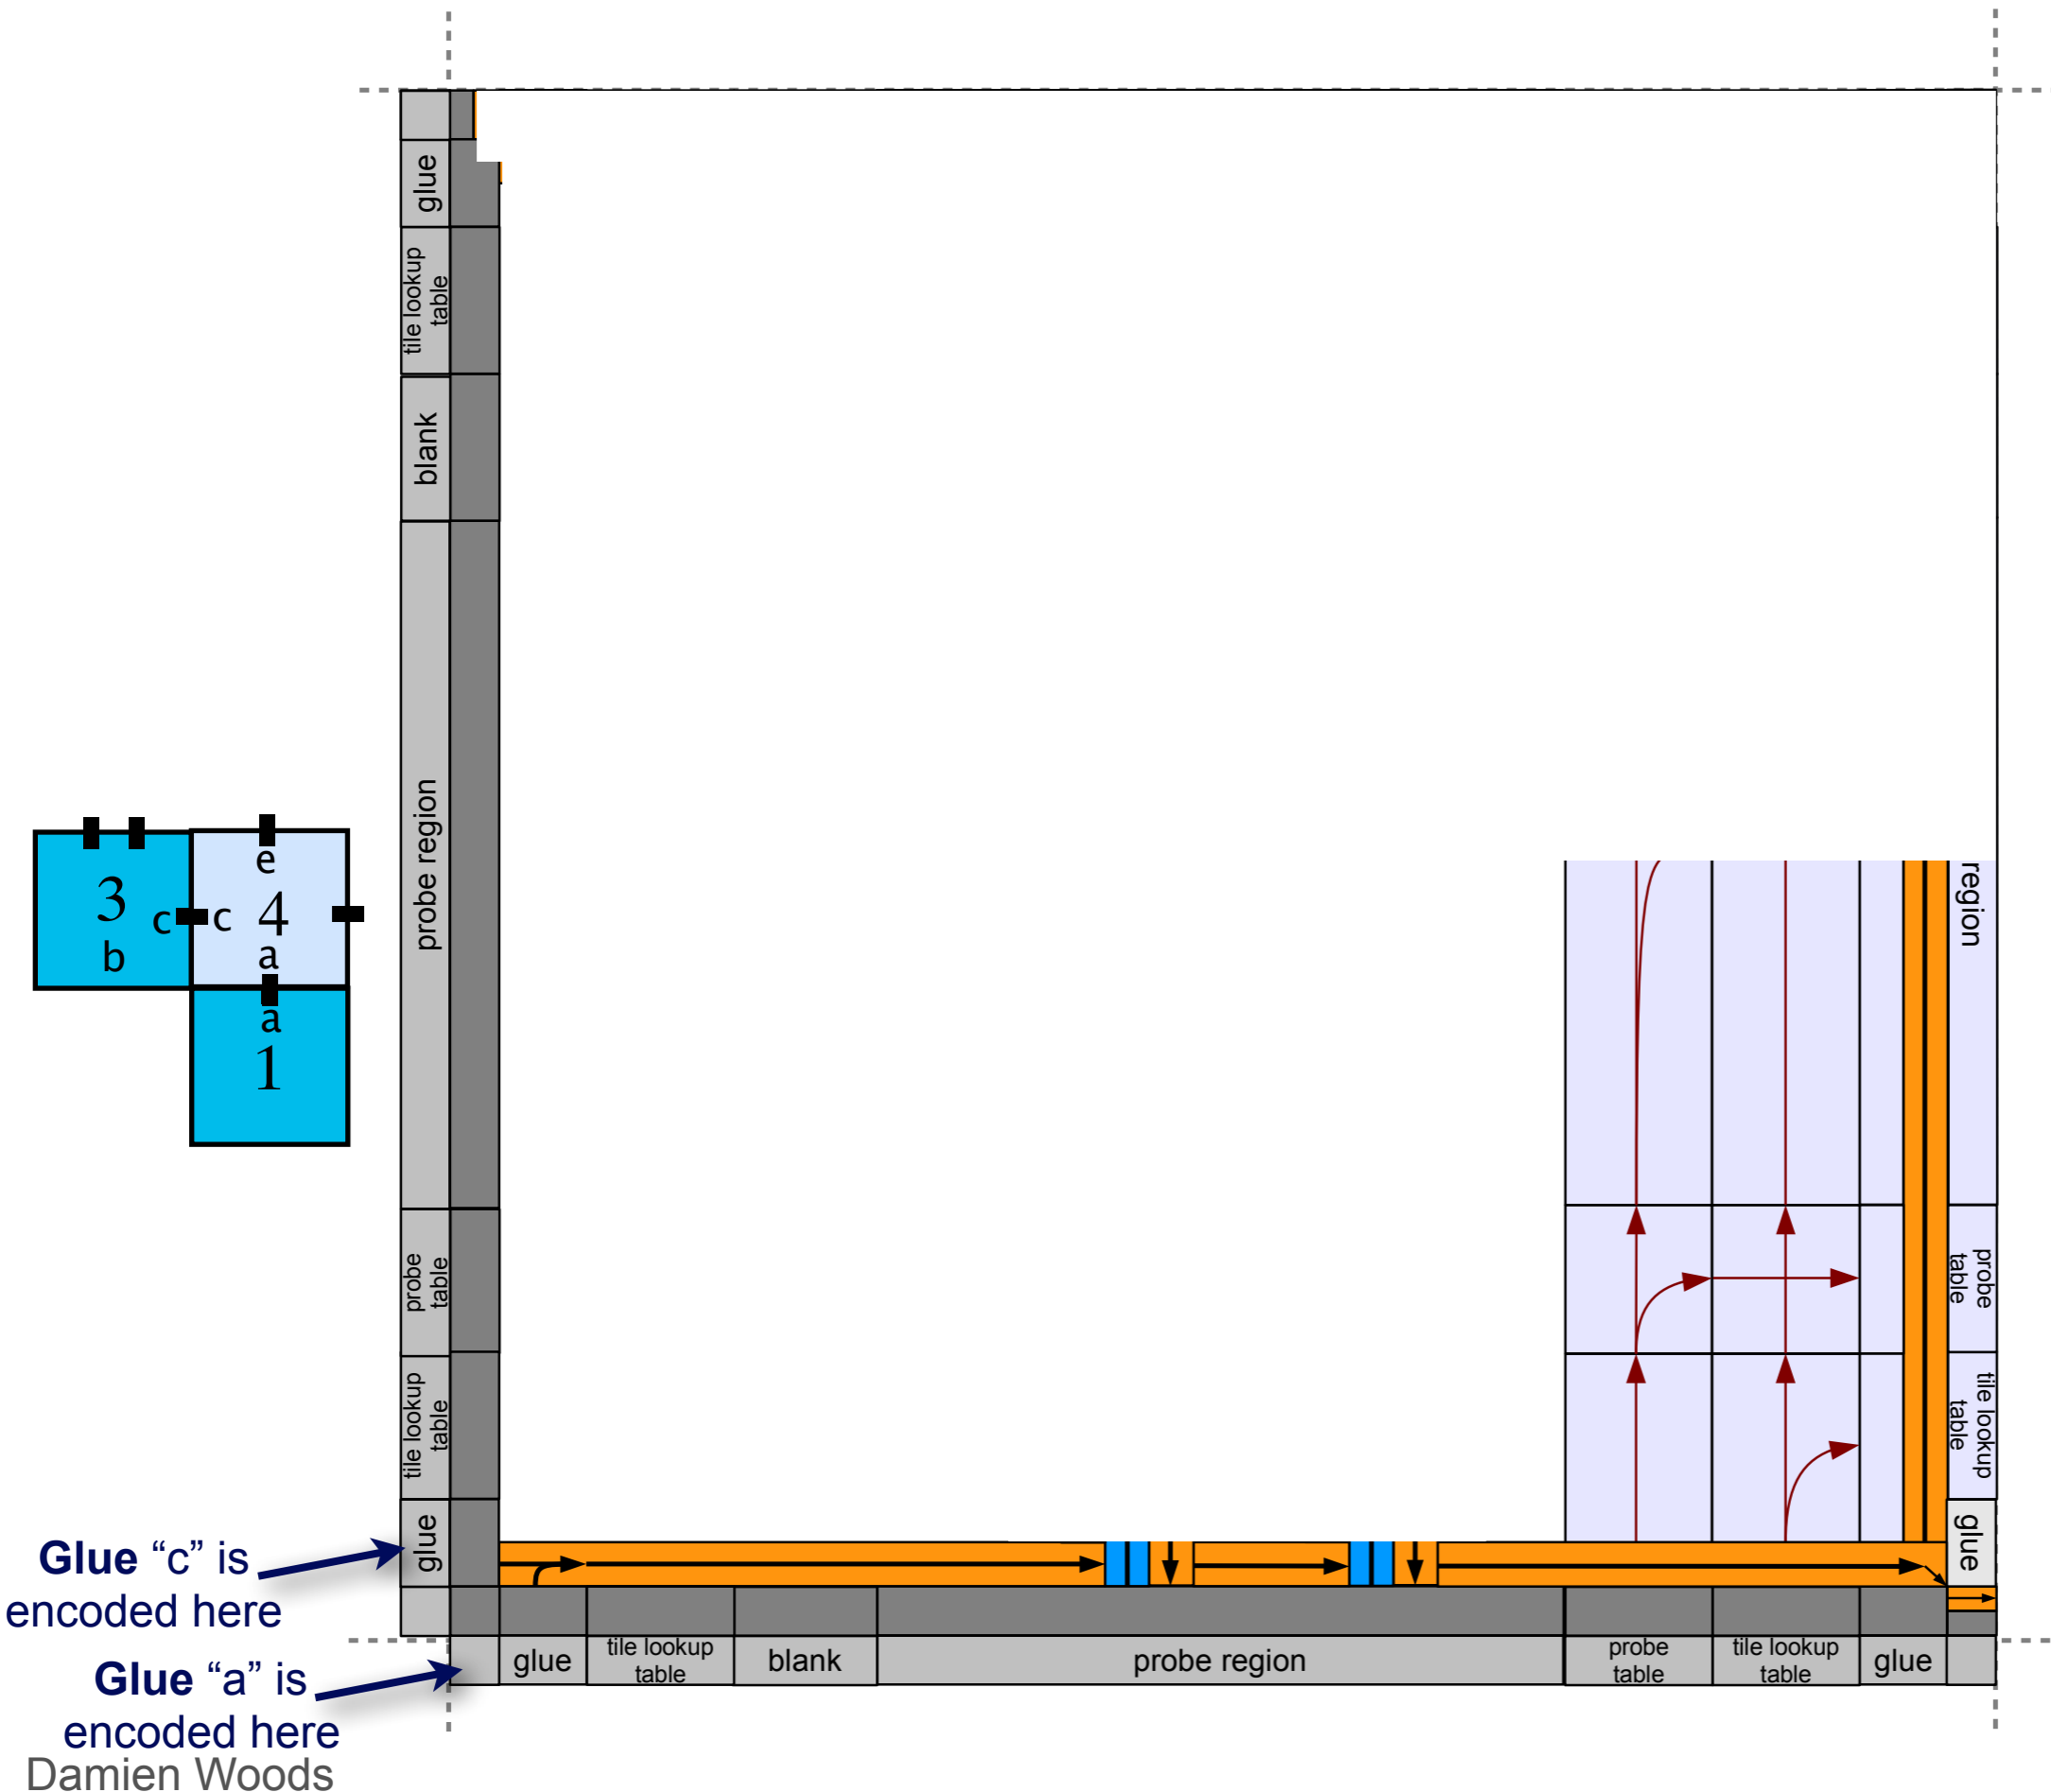 glue
tile lookup
table
blank
probe region
probe
table
tile lookup
table
glue
3
b
c
c
e
4
a
a
1
region
probe
table
tile lookup
table
glue
Glue “c” is
encoded here
Glue “a” is
encoded here
glue
tile lookup
table
blank
probe region
probe
table
tile lookup
table
glue
Damien Woods